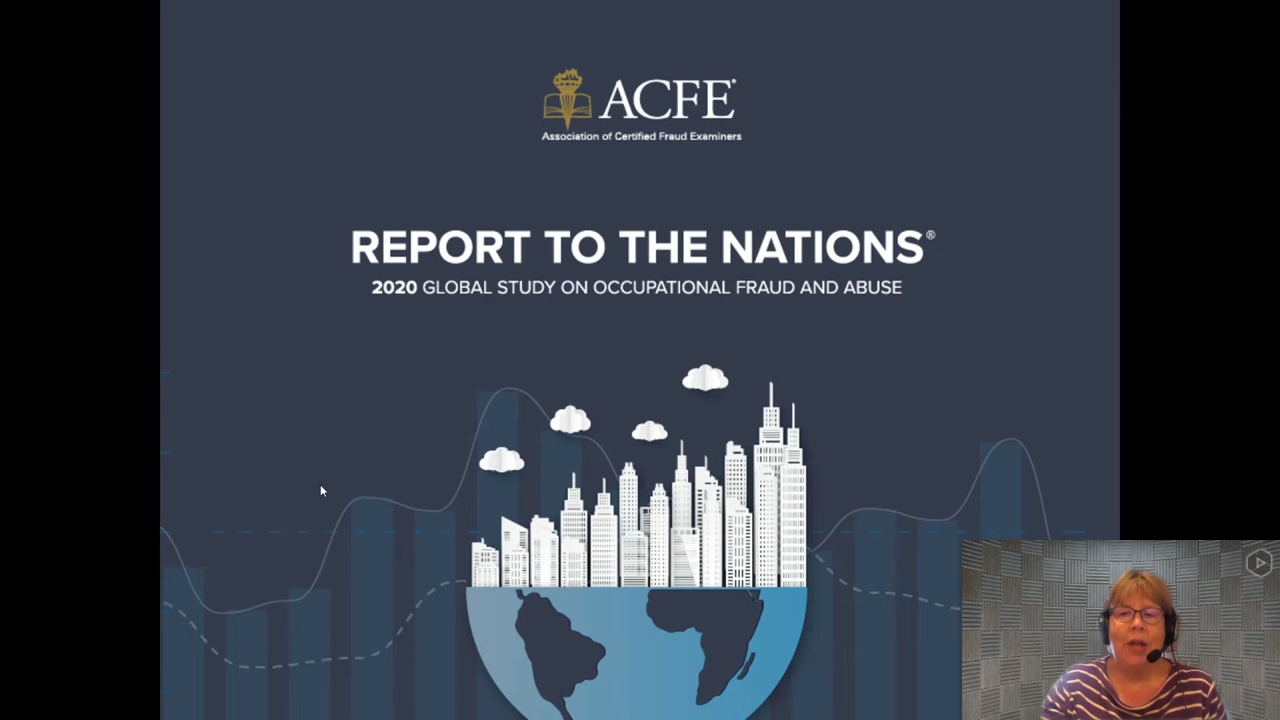 ACFE®
Association of Certified Fraud Examiners
REPORT TO THE NATIONS®
2020 GLOBAL STUDY ON OCCUPATIONAL FRAUD AND ABUSE